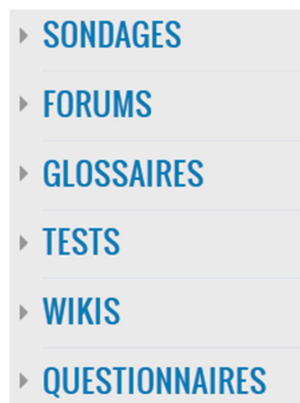 SONDAGES
FORUMS
GLOSSAIRES
TESTS
WIKIS
QUESTIONNAIRES